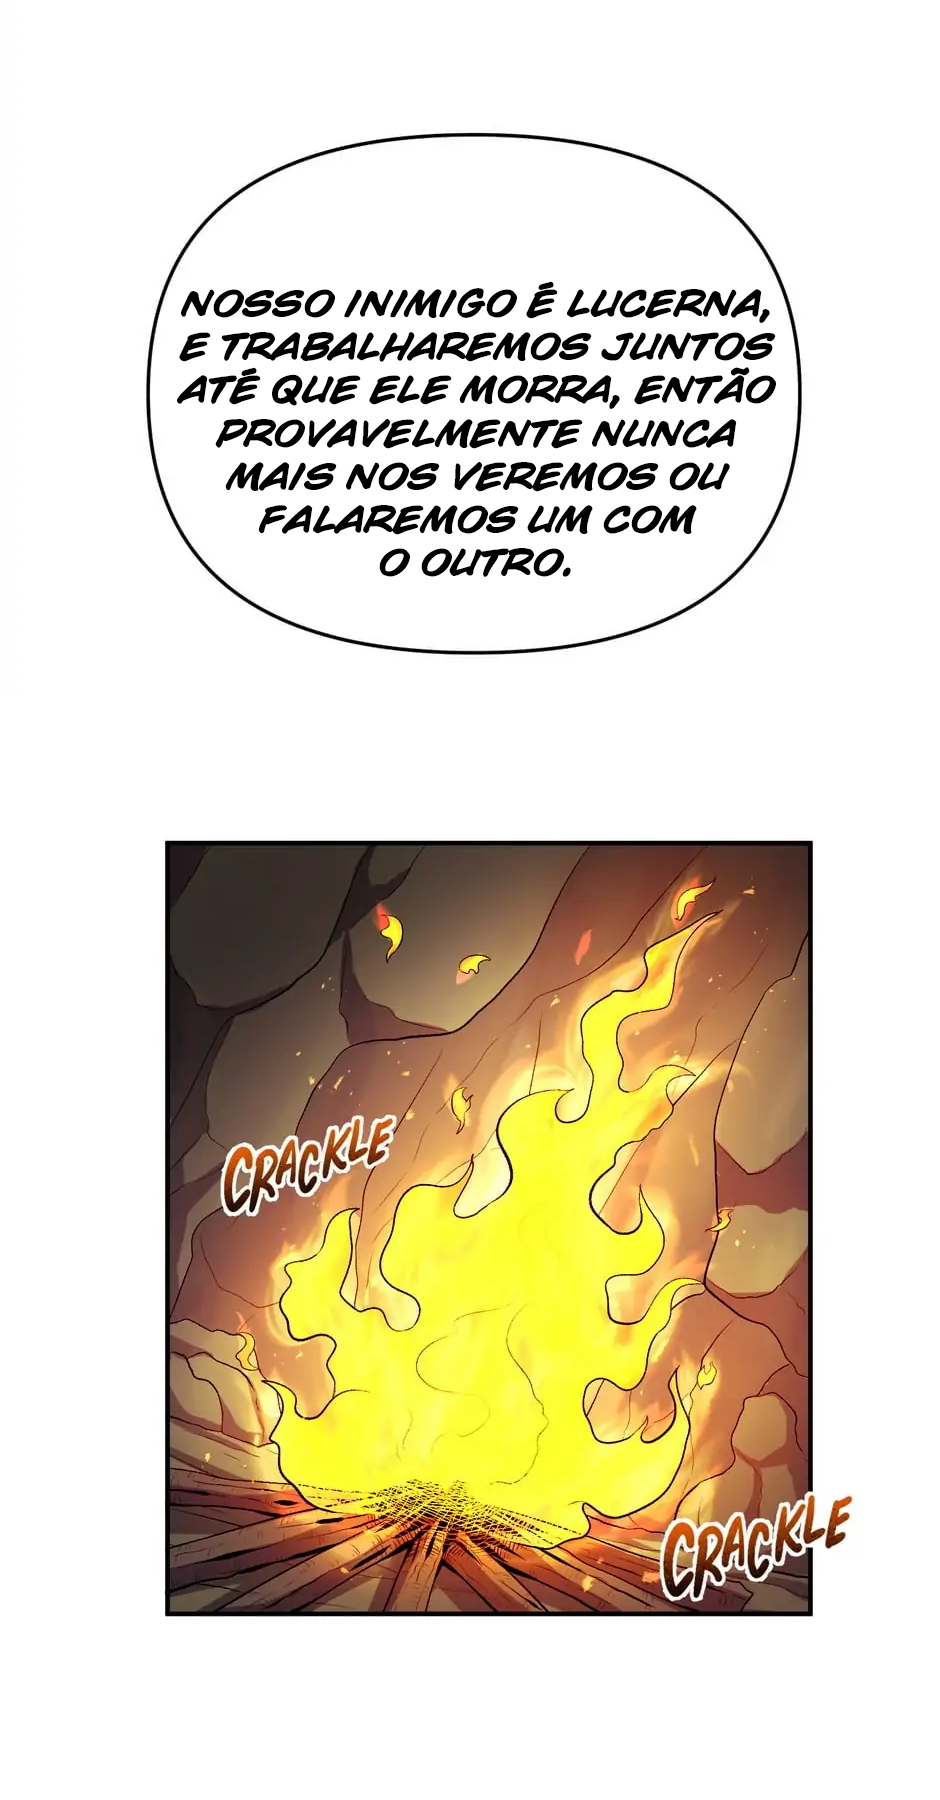 NOSSO INIMIGO É LUCERNA,
E TRABALHAREMOS JUNTOS
ATÉ QUE ELE MORRA, ENTÃO
PROVAVELMENTE NUNCA
MAIS NOS VEREMOS OU
FALAREMOS UM COM
O OUTRO.
CRACKLE
CRACKLE